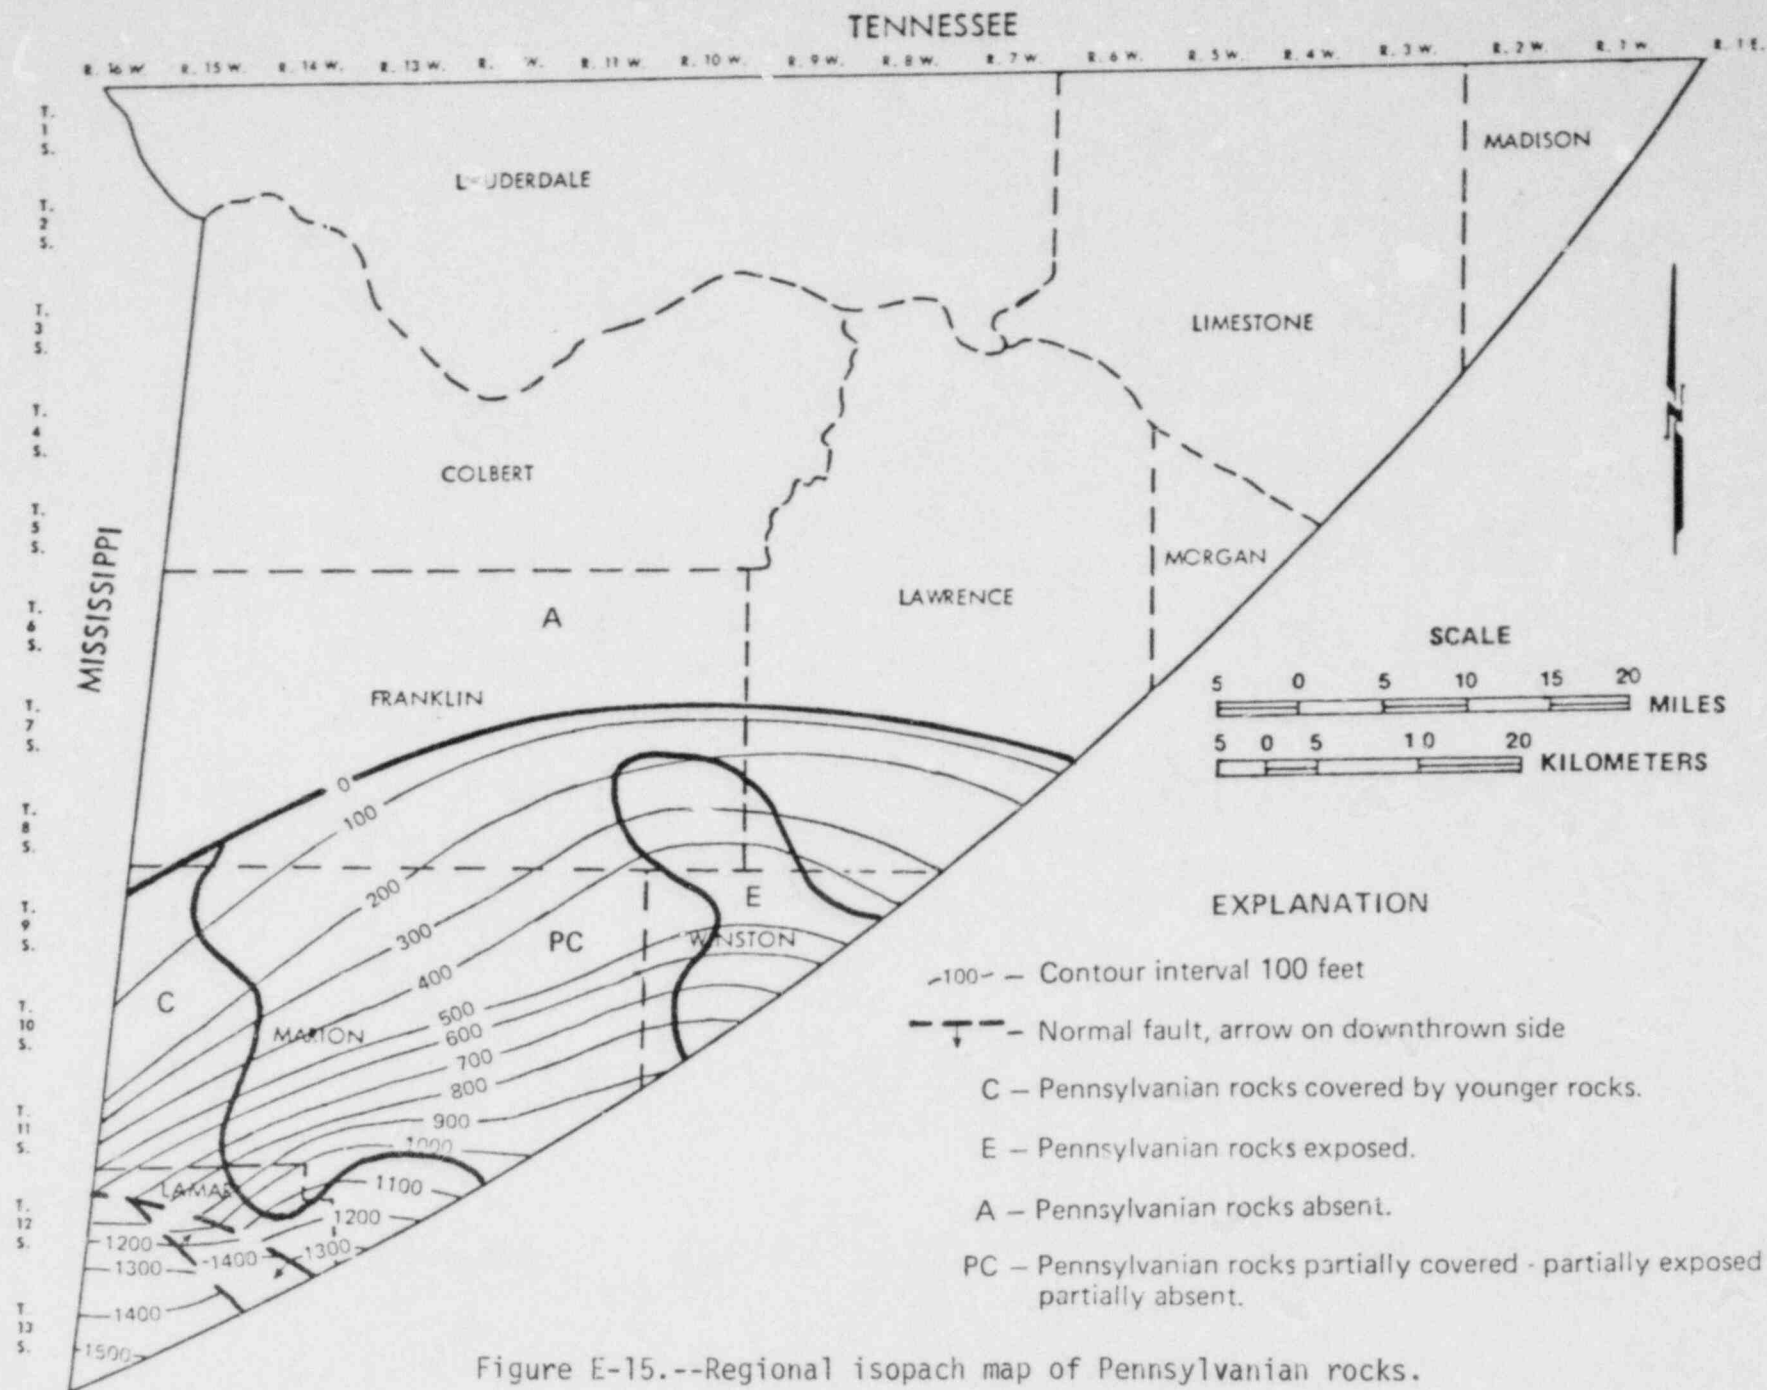 TENNESSEE
R. 16 W. R. 15 W. R. 14 W. R. 13 W. R. W. R. 11 W. R. 10 W. R. 9 W. R. 8 W. R. 7 W. R. 6 W. R. 5 W. R. 4 W. R. 3 W. R. 2 W. R. 1 W. R. 1 E.
T. 1 S.
T. 2 S.
T. 3 S.
T. 4 S.
T. 5 S.
T. 6 S.
T. 7 S.
T. 8 S.
T. 9 S.
T. 10 S.
T. 11 S.
T. 12 S.
T. 13 S.
MISSISSIPPI
MADISON
LAUDERDALE
LIMESTONE
COLBERT
MORGAN
LAWRENCE
A
FRANKLIN
N
SCALE
5 0 5 10 15 20
MILES
5 0 5 10 20
KILOMETERS
0
100
200
300
400
500
600
700
800
900
1000
1100
1200
1300
E
PC
WINSTON
C
MARION
LAMAR
1200
1300
1400
1400
1500
EXPLANATION
-100- — Contour interval 100 feet
— Normal fault, arrow on downthrown side
C — Pennsylvanian rocks covered by younger rocks.
E — Pennsylvanian rocks exposed.
A — Pennsylvanian rocks absent.
PC — Pennsylvanian rocks partially covered - partially exposed
partially absent.
Figure E-15.--Regional isopach map of Pennsylvanian rocks.